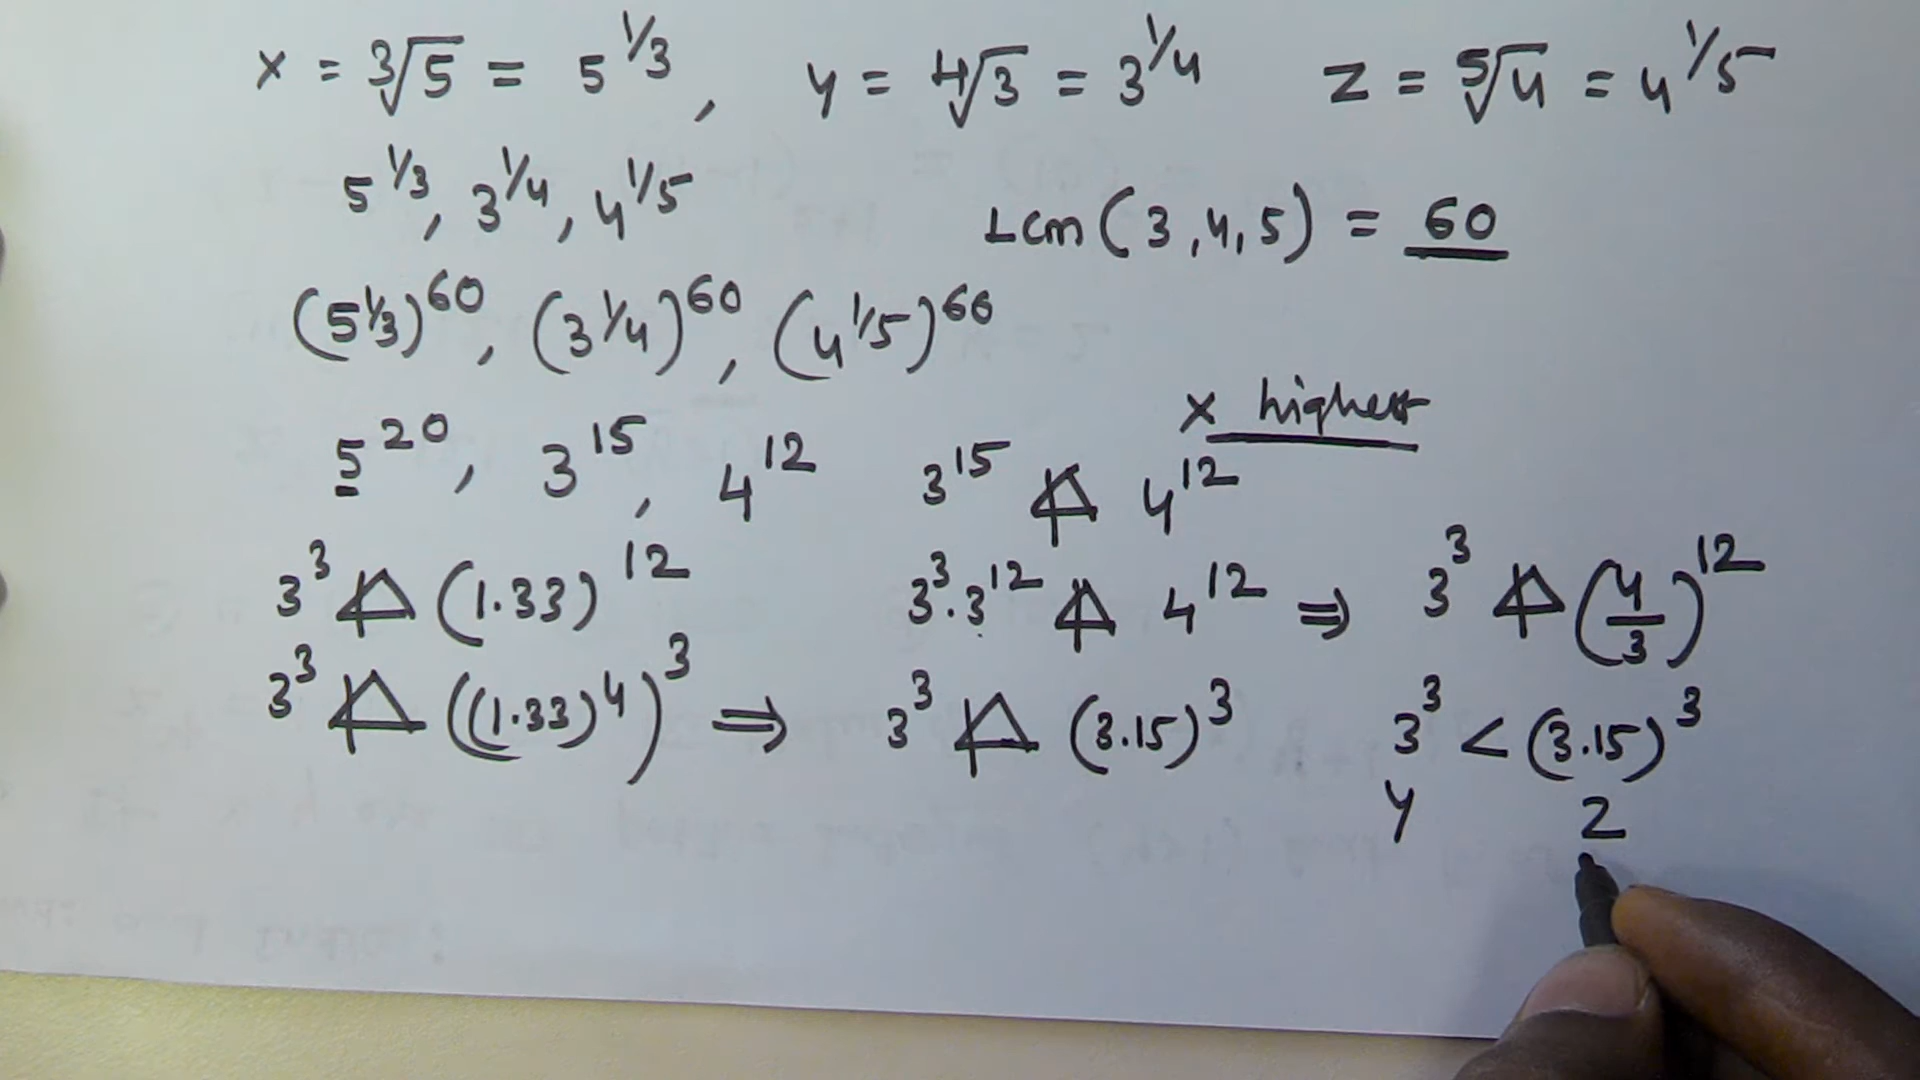 x = ∛5 = 5^1/3, y = ∜3 = 3^1/4 z = ⁵√4 = 4^1/5
5^1/3, 3^1/4, 4^1/5 Lcm(3,4,5) = 60
(5^1/3)^60, (3^1/4)^60, (4^1/5)^60
x highest
5^20, 3^15, 4^12 3^15 4^12
3^3 (1.33)^12 3^3·3^12 4^12 ⇒ 3^3 (4/3)^12
3^3 ((1.33)^4)^3 ⇒ 3^3 (3.15)^3 3^3 < (3.15)^3
y z